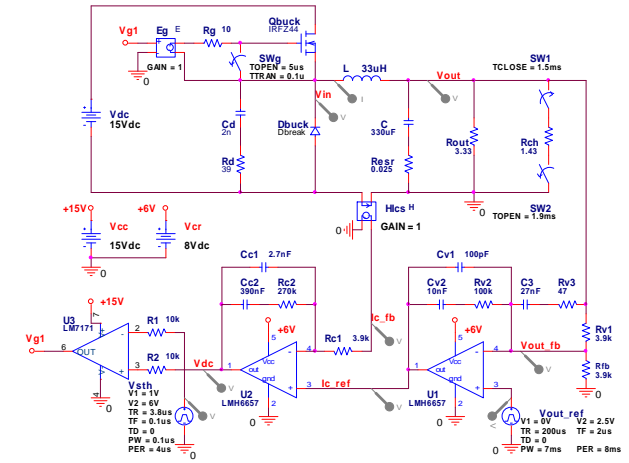 Qbuck
IRFZ44
Eg E
Rg 10
Vg1
GAIN = 1
0
SWg
TOPEN = 5us
TTRAN = 0.1u
L 33uH
Vout
SW1
TCLOSE = 1.5ms
Vin
I
V
V
Vdc
15Vdc
Cd
2n
Dbuck
Dbreak
C
330uF
Rout
3.33
Rch
1.43
Rd
39
Resr
0.025
SW2
TOPEN = 1.9ms
0
HIcs H
GAIN = 1
0
+15V
+6V
Vcc
15Vdc
Vcr
8Vdc
0
Cc1 2.7nF
Cc2
390nF
Rc2
270k
Cv1 100pF
Cv2
10nF
Rv2
100k
C3
27nF
Rv3
47
+15V
U3
LM7171
R1 10k
R2 10k
Vg1
6
OUT
7
2
3
4
V+
V-
-
+
0
Vdc
V
+6V
5
Vcc
out
gnd
1
4
3
2
-
+
U2
LMH6657
0
Rc1 3.9k
Ic_fb
V
Ic_ref
V
+6V
5
Vcc
out
gnd
1
4
3
2
-
+
U1
LMH6657
0
Vout_fb
V
Rv1
3.9k
Rfb
3.9k
0
Vsth
V1 = 1V
V2 = 6V
TR = 3.8us
TF = 0.1us
TD = 0
PW = 0.1us
PER = 4us
0
V
Vout_ref
V1 = 0V V2 = 2.5V
TR = 200us TF = 2us
TD = 0
PW = 7ms PER = 8ms
0